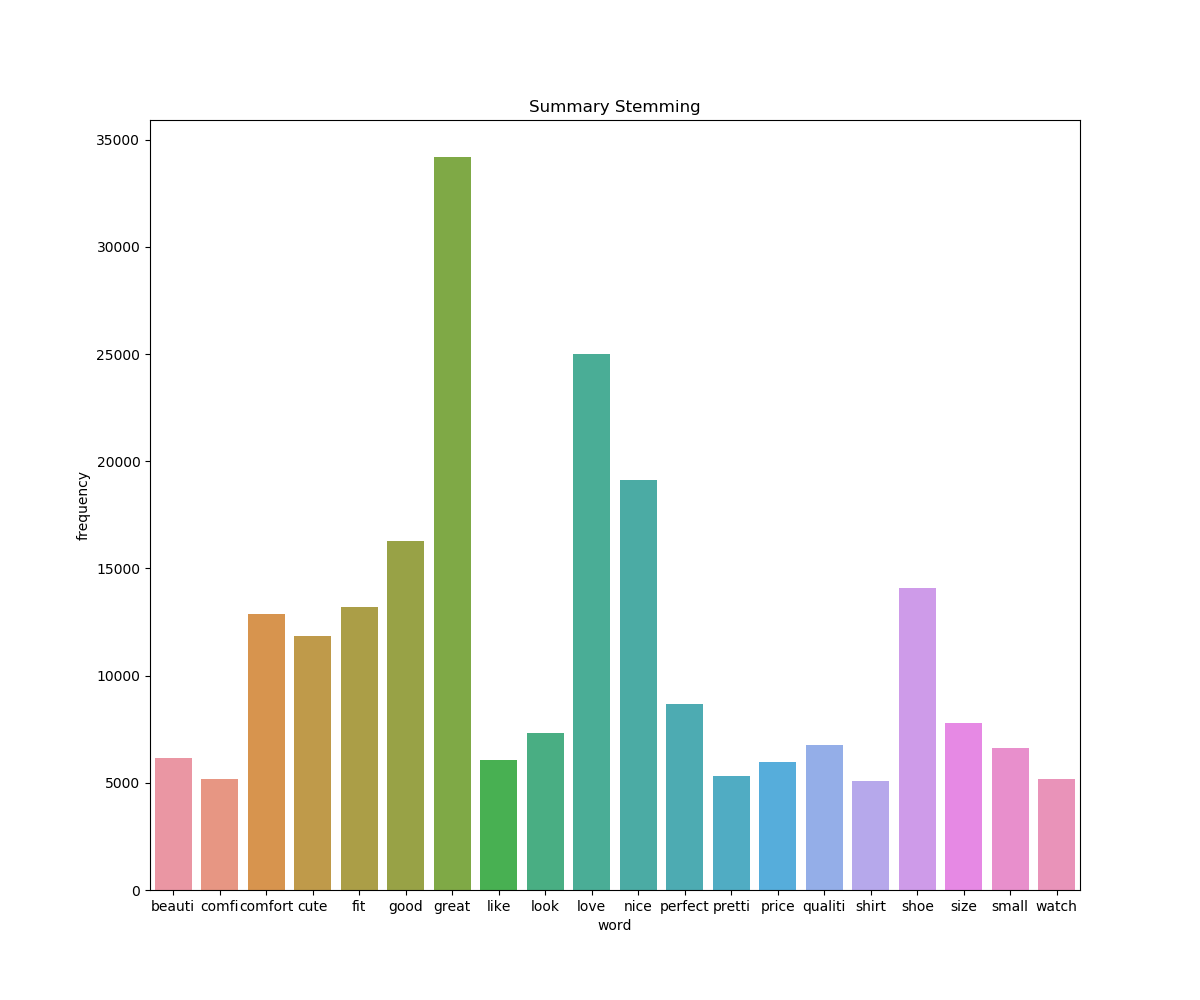 Summary Stemming
35000
30000
25000
20000
15000
10000
5000
0
frequency
beauti comfi comfort cute fit good great like look love nice perfect pretti price qualiti shirt shoe size small watch
word